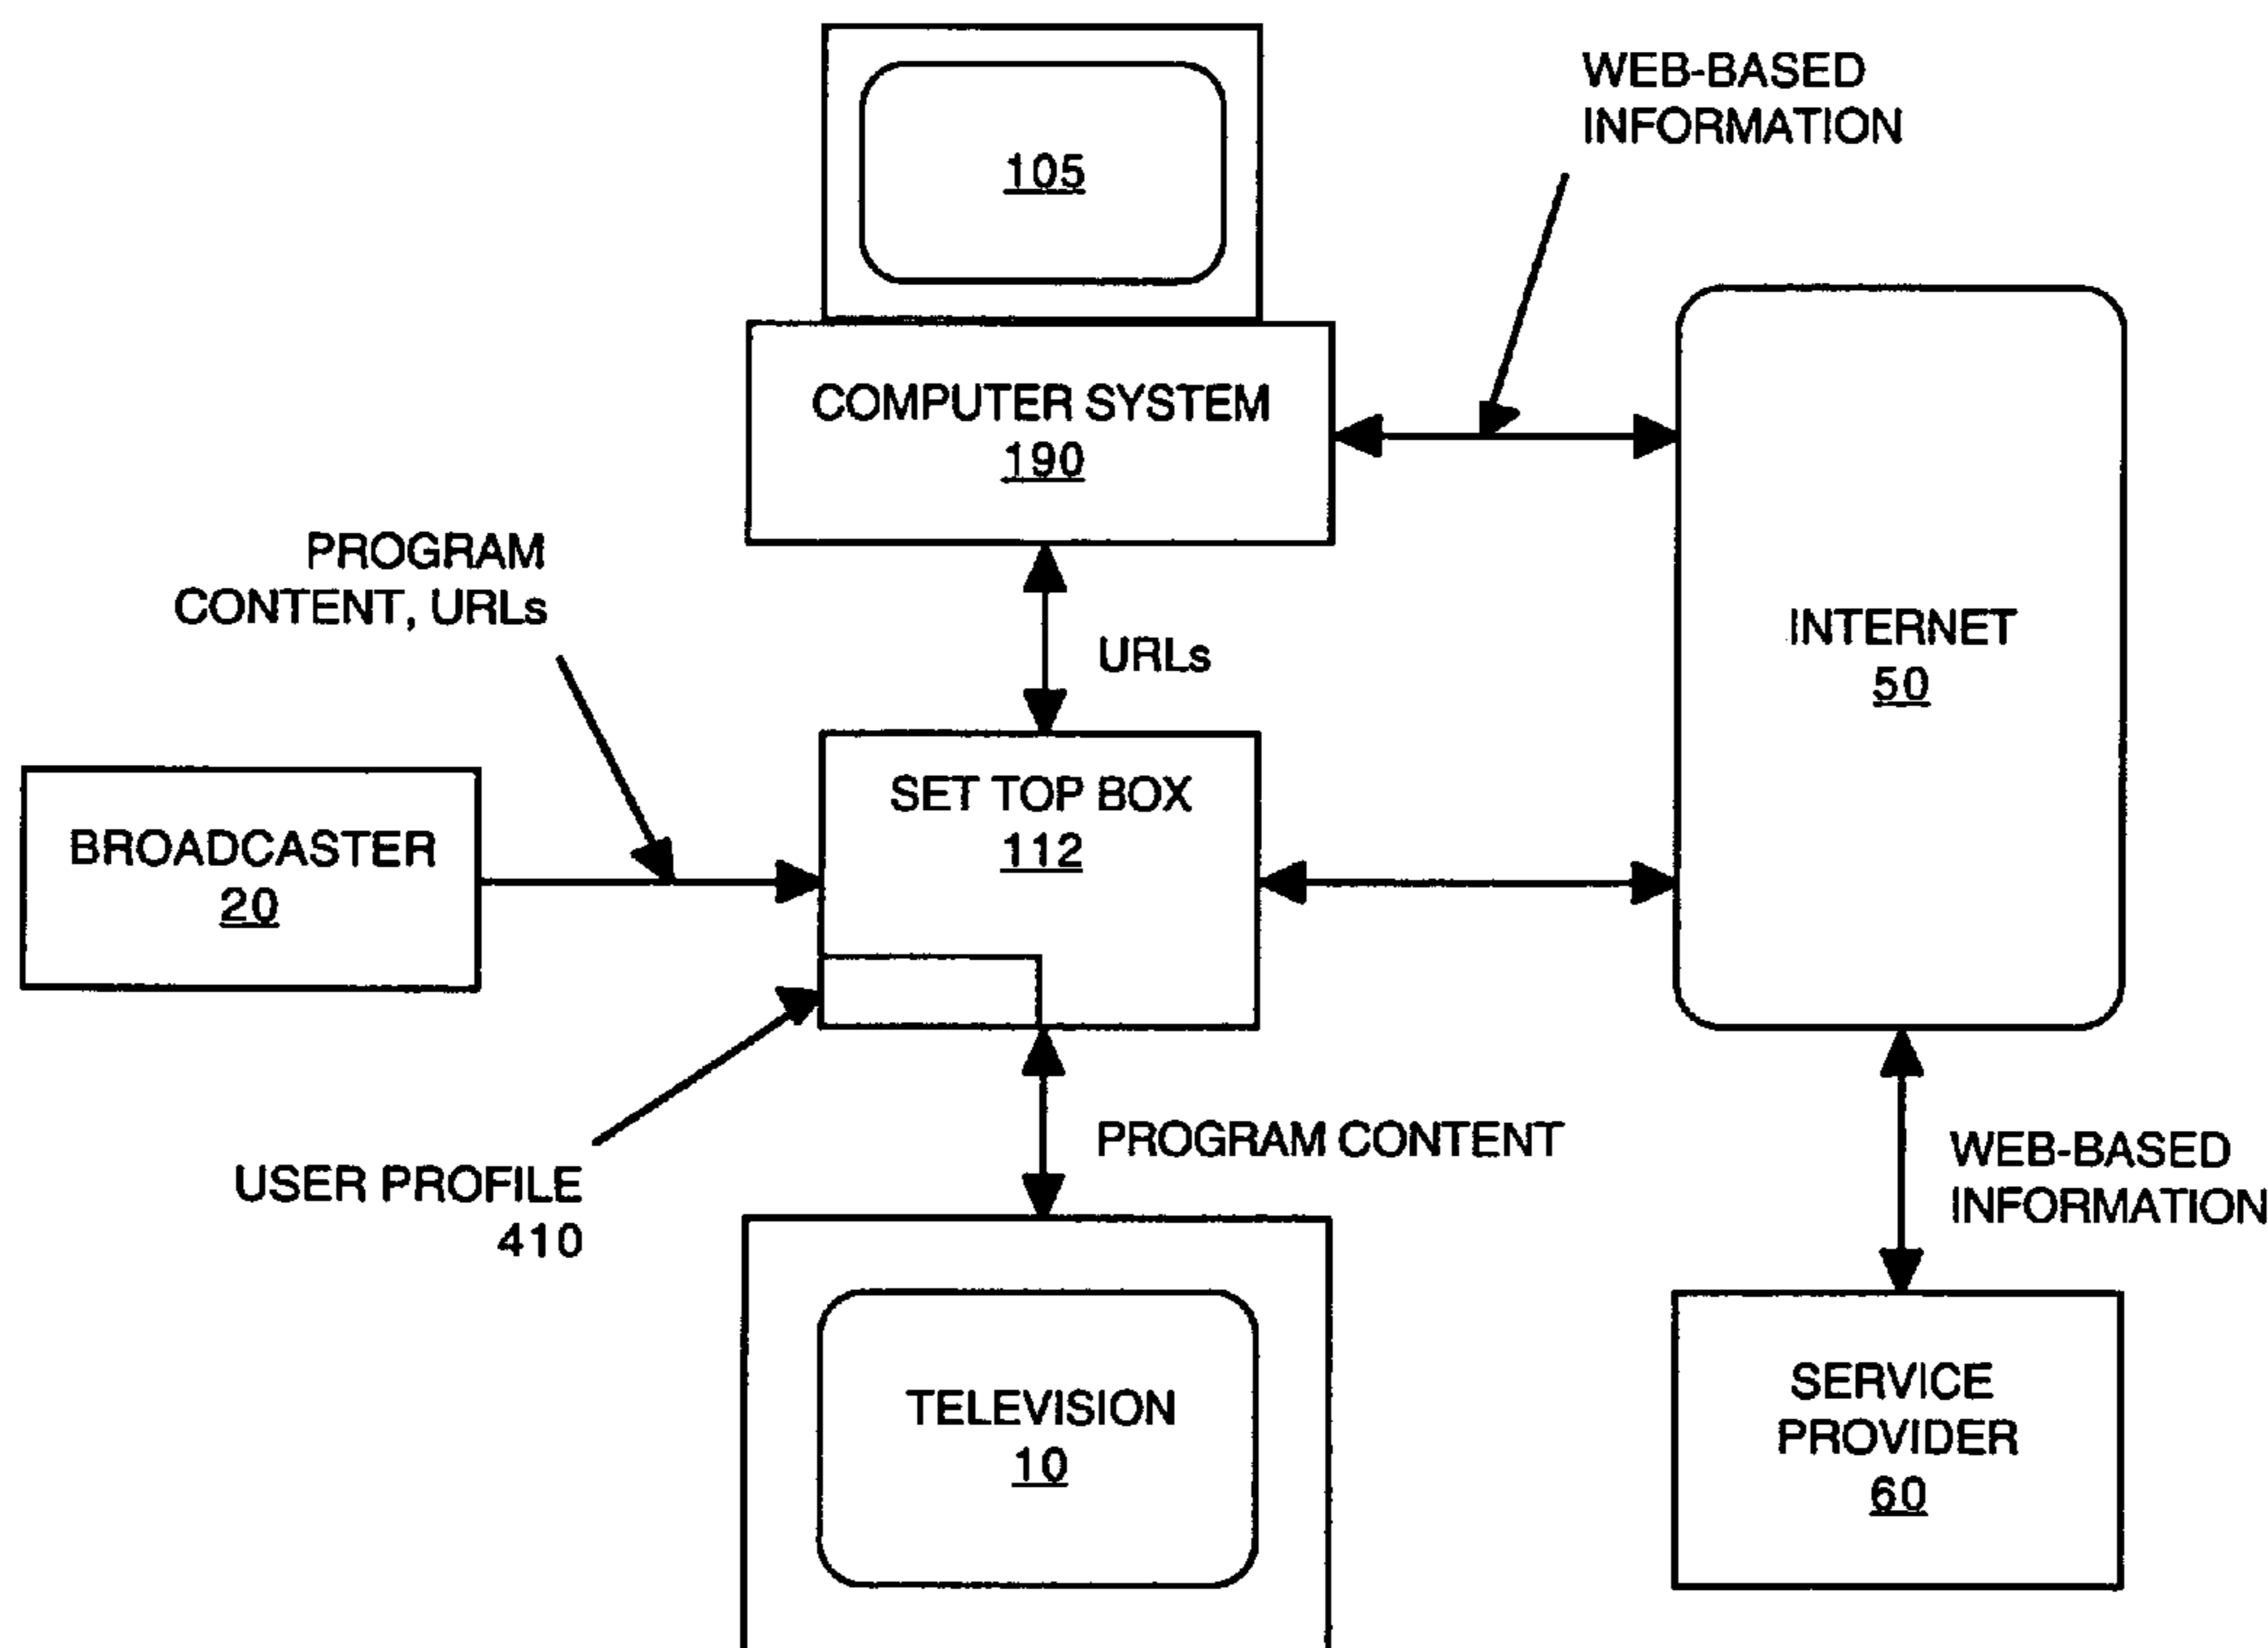 105
WEB-BASED
INFORMATION
COMPUTER SYSTEM
190
PROGRAM
CONTENT, URLs
URLs
INTERNET
50
SET TOP BOX
112
BROADCASTER
20
USER PROFILE
410
PROGRAM CONTENT
WEB-BASED
INFORMATION
TELEVISION
10
SERVICE
PROVIDER
60